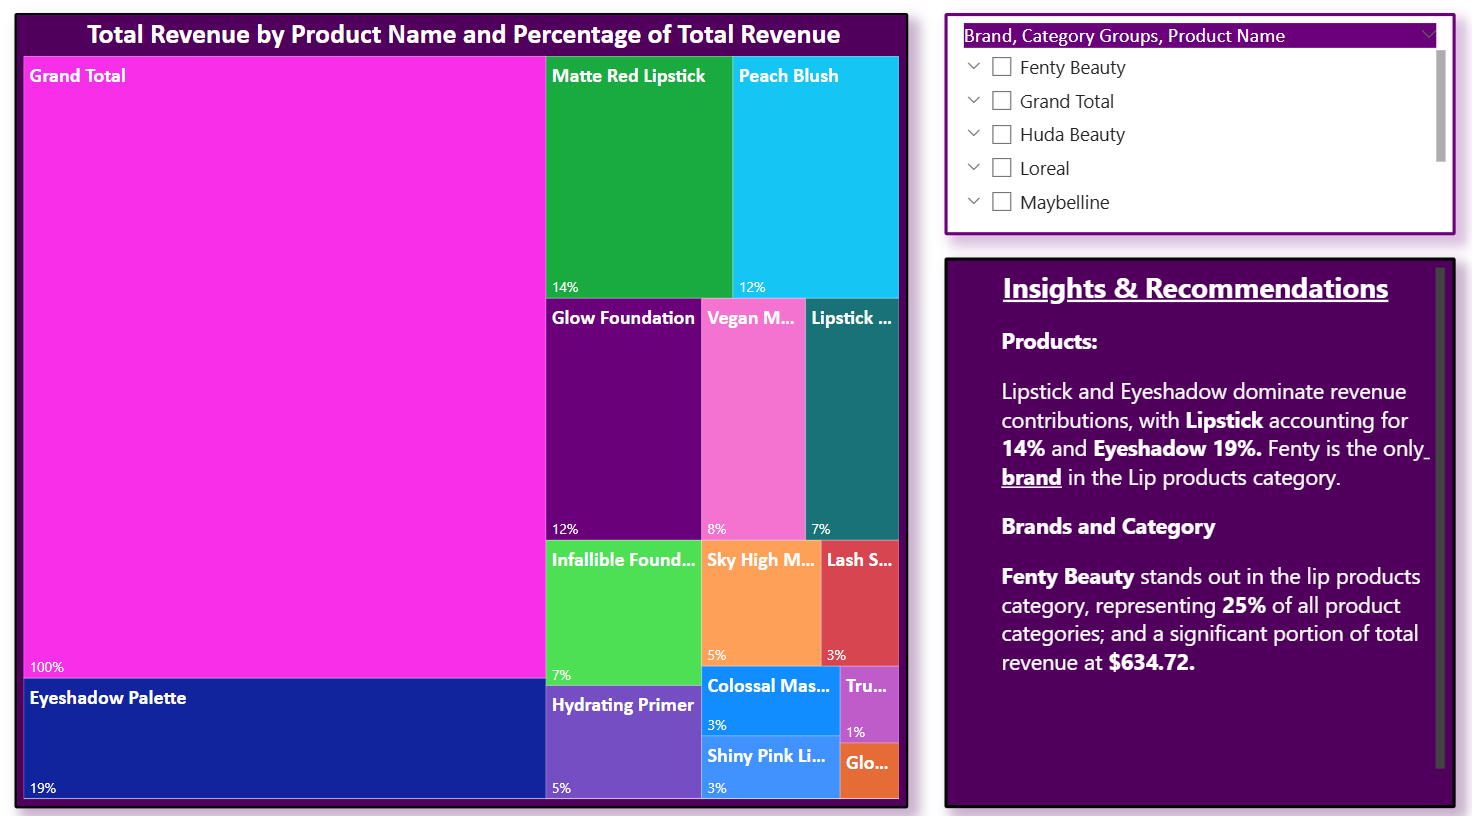 Total Revenue by Product Name and Percentage of Total Revenue
Grand Total
100%
Eyeshadow Palette
19%
Matte Red Lipstick
14%
Peach Blush
12%
Glow Foundation
12%
Vegan M...
8%
Lipstick ...
7%
Infallible Found...
7%
Sky High M...
5%
Lash S...
3%
Hydrating Primer
5%
Colossal Mas...
3%
Tru...
1%
Shiny Pink Li...
3%
Glo...
Brand, Category Groups, Product Name
Fenty Beauty
Grand Total
Huda Beauty
Loreal
Maybelline
Insights & Recommendations
Products:
Lipstick and Eyeshadow dominate revenue
contributions, with Lipstick accounting for
14% and Eyeshadow 19%. Fenty is the only
brand in the Lip products category.
Brands and Category
Fenty Beauty stands out in the lip products
category, representing 25% of all product
categories; and a significant portion of total
revenue at $634.72.